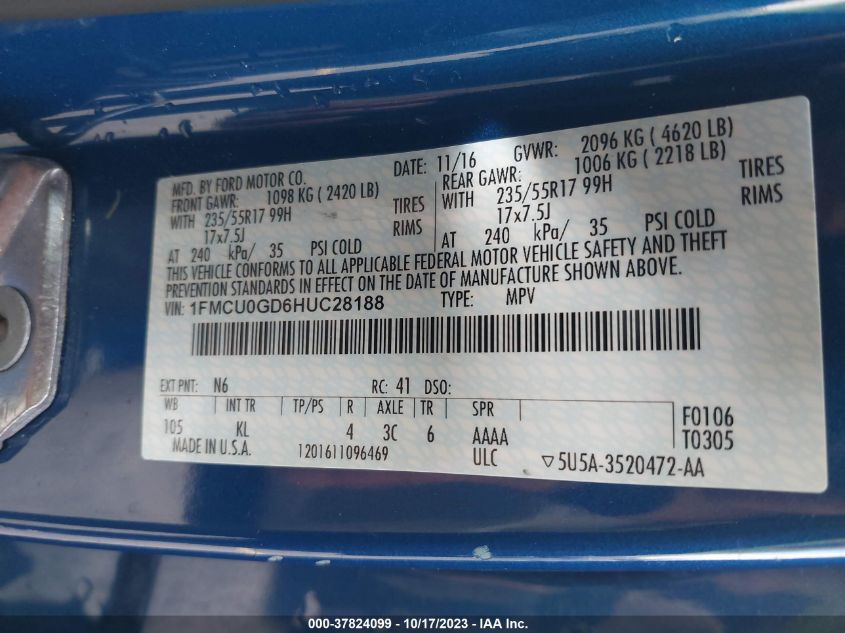 MFD. BY FORD MOTOR CO. DATE: 11/16 GVWR: 2096 KG ( 4620 LB)
FRONT GAWR: 1098 KG ( 2420 LB) REAR GAWR: 1006 KG ( 2218 LB)
WITH 235/55R17 99H TIRES WITH 235/55R17 99H TIRES
17x7.5J RIMS 17x7.5J RIMS
AT 240 kPa/ 35 PSI COLD AT 240 kPa/ 35 PSI COLD
THIS VEHICLE CONFORMS TO ALL APPLICABLE FEDERAL MOTOR VEHICLE SAFETY AND THEFT
PREVENTION STANDARDS IN EFFECT ON THE DATE OF MANUFACTURE SHOWN ABOVE.
VIN: 1FMCU0GD6HUC28188 TYPE: MPV
EXT PNT: N6 RC: 41 DSO:
WB INT TR TP/PS R AXLE TR SPR F0106
105 KL 4 3C 6 AAAA T0305
MADE IN U.S.A. 1201611096469 ULC ▽5U5A-3520472-AA
000-37824099 - 10/17/2023 - IAA Inc.